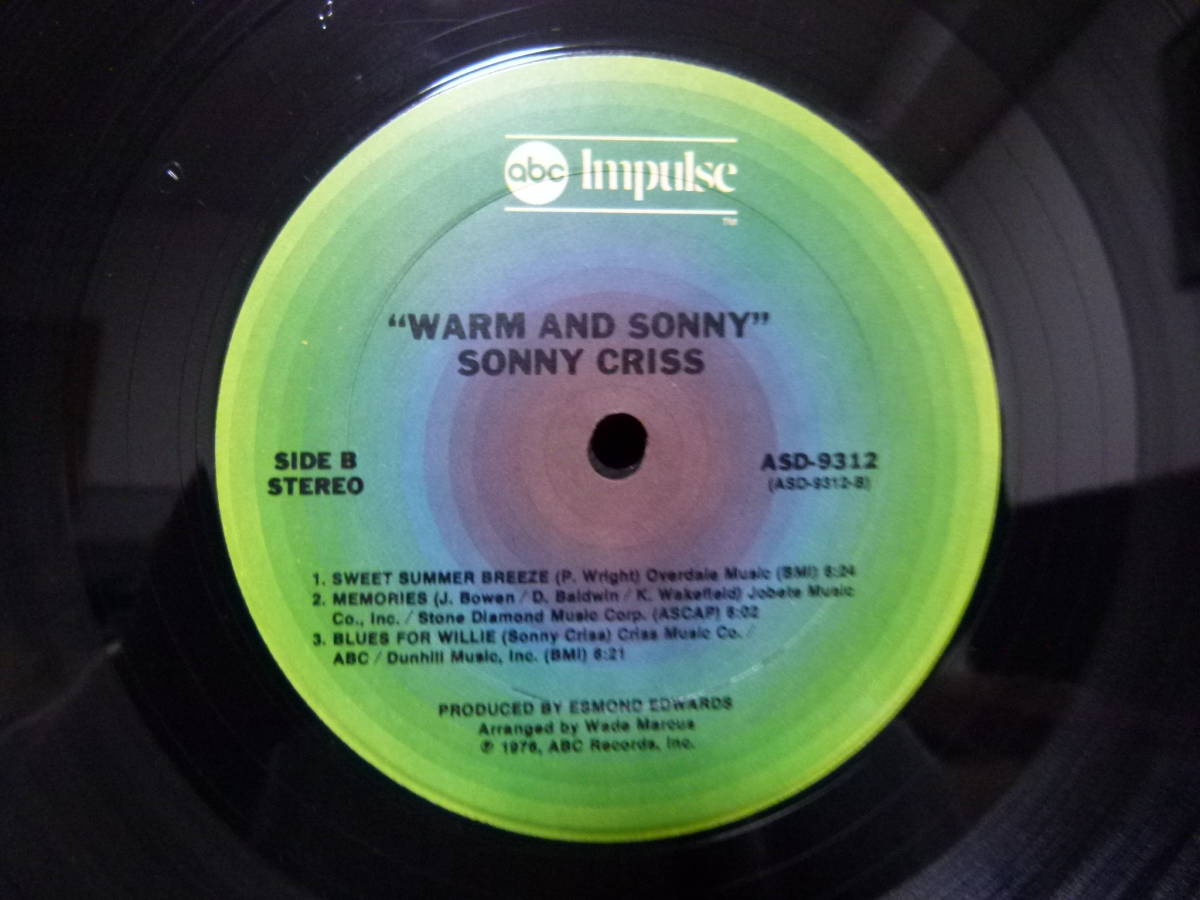 abc Impulse
TM
“WARM AND SONNY”
SONNY CRISS
SIDE B
STEREO
ASD-9312
(ASD-9312-B)
1. SWEET SUMMER BREEZE (P. Wright) Overdale Music (BMI) 6:24
2. MEMORIES (J. Bowen / D. Baldwin / K. Wakefield) Jobete Music
Co., Inc. / Stone Diamond Music Corp. (ASCAP) 6:02
3. BLUES FOR WILLIE (Sonny Criss) Criss Music Co. /
ABC / Dunhill Music, Inc. (BMI) 6:21
PRODUCED BY ESMOND EDWARDS
Arranged by Wade Marcus
℗ 1976, ABC Records, Inc.